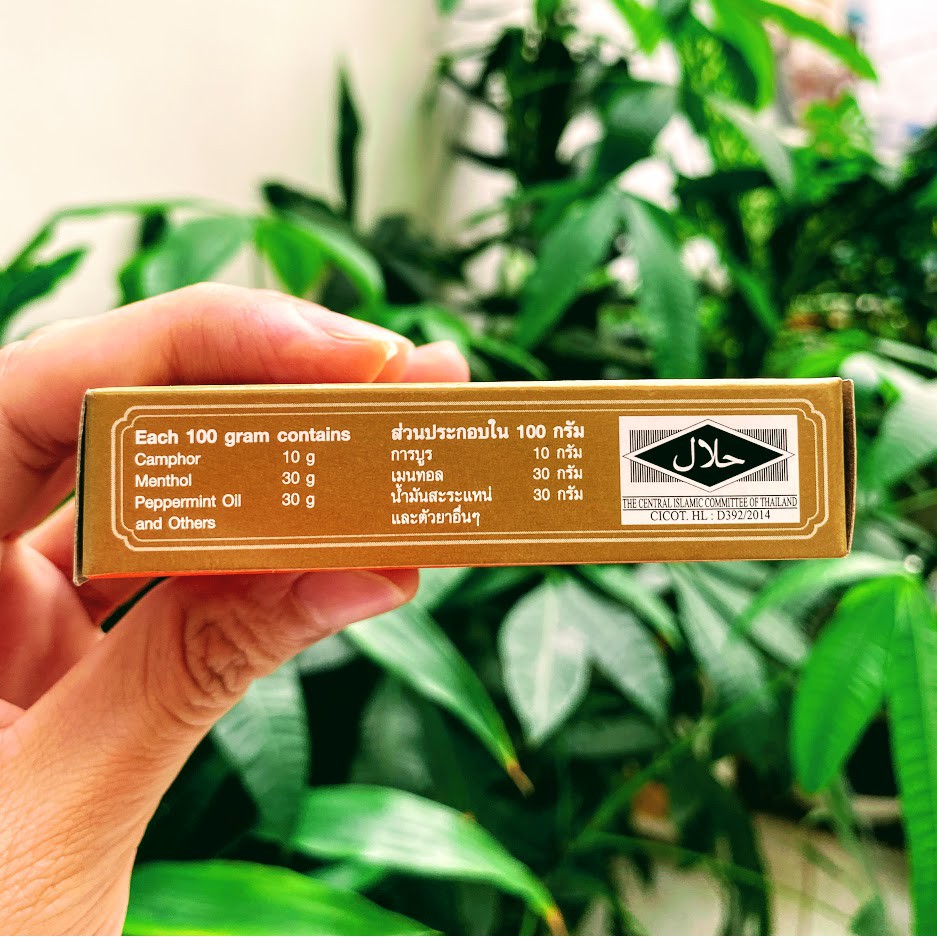 Each 100 gram contains
Camphor 10 g
Menthol 30 g
Peppermint Oil 30 g
and Others
ส่วนประกอบใน 100 กรัม
การบูร 10 กรัม
เมนทอล 30 กรัม
น้ำมันสะระแหน่ 30 กรัม
และตัวยาอื่นๆ
حلال
THE CENTRAL ISLAMIC COMMITTEE OF THAILAND
CICOT. HL : D392/2014